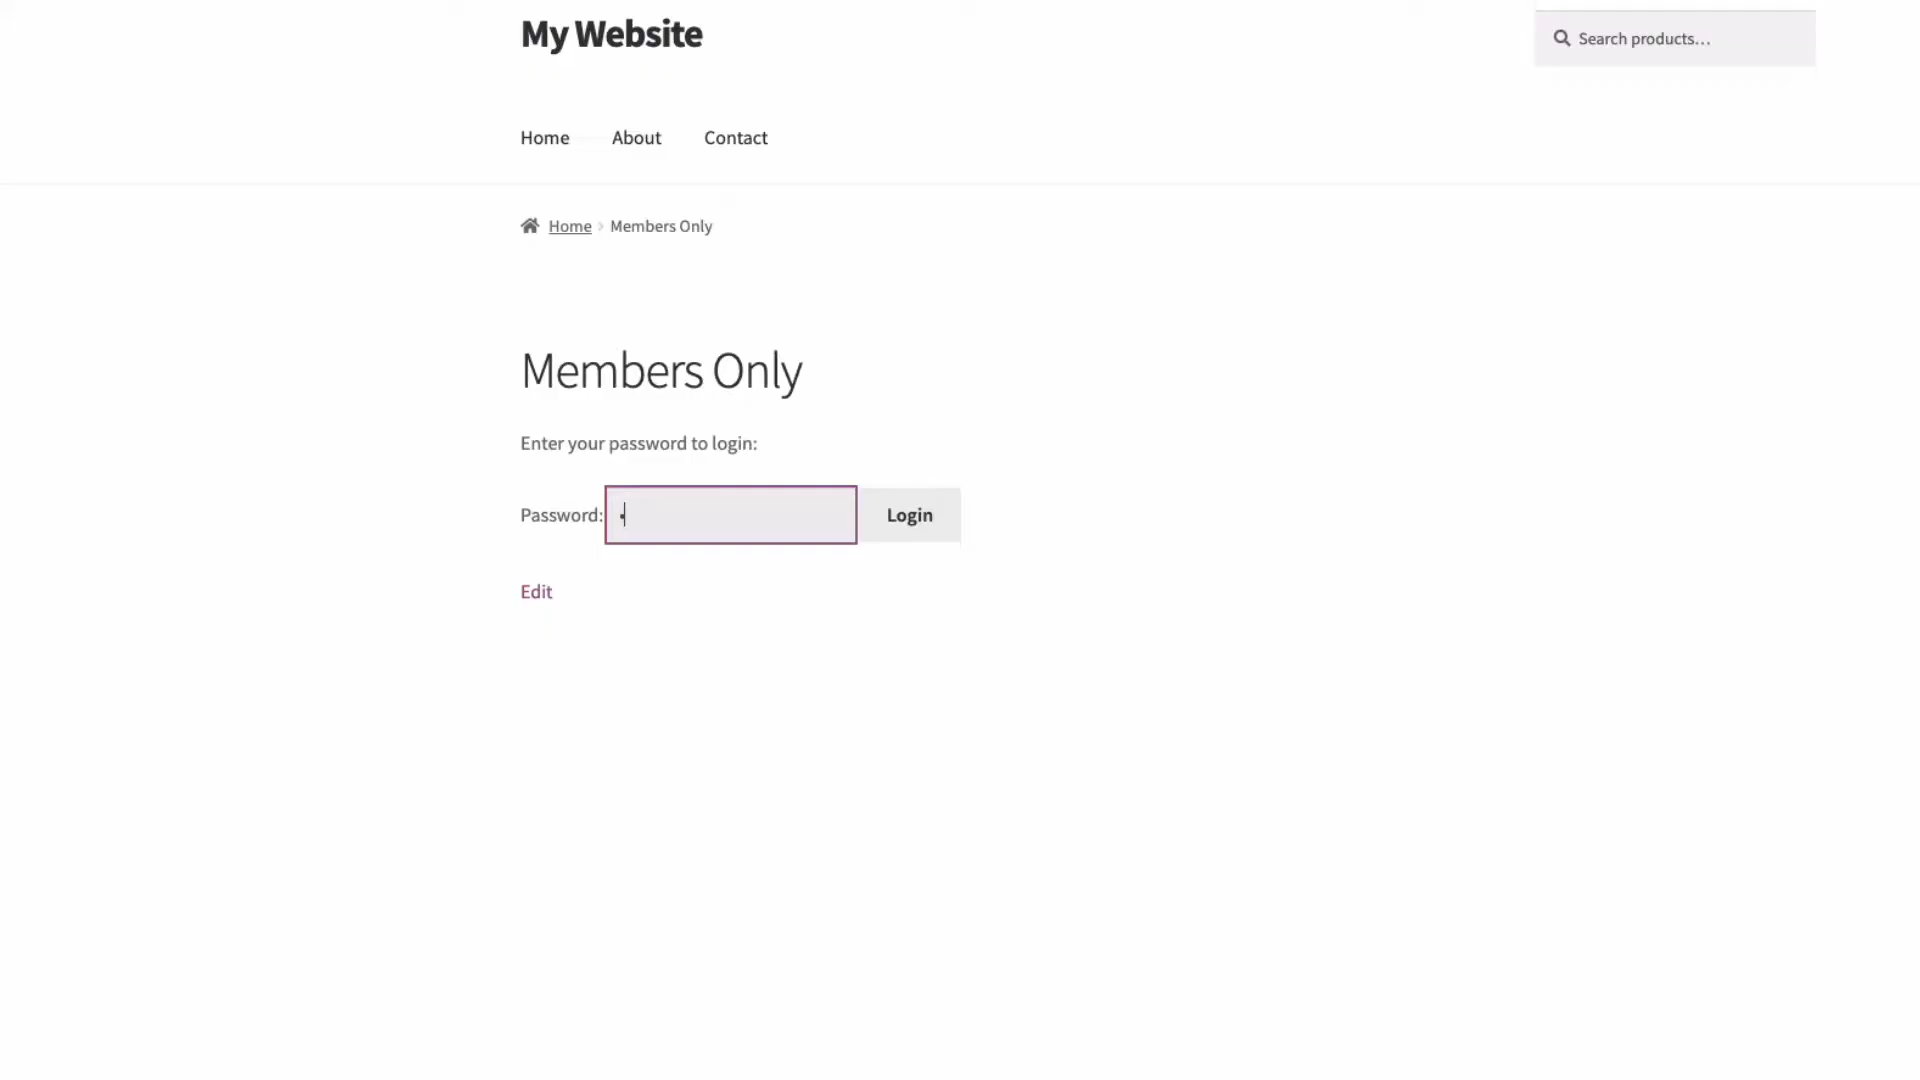 My Website
Search products…
Home About Contact
Home Members Only
Members Only
Enter your password to login:
Password: Login
Edit